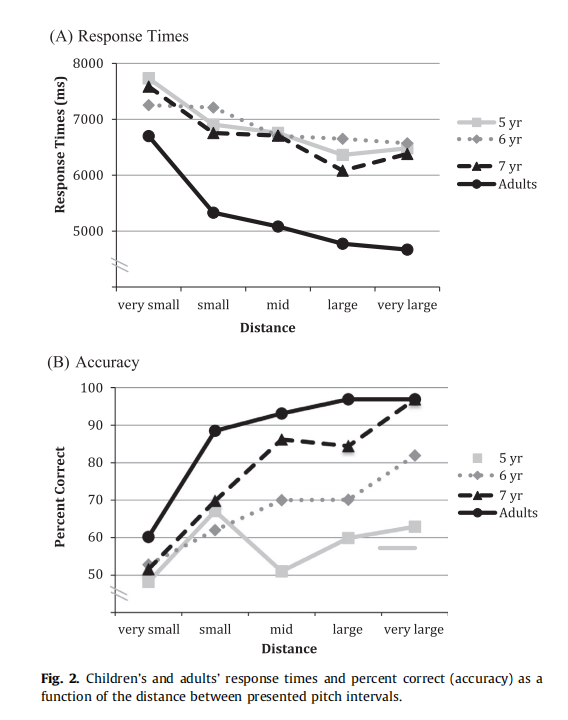 (A) Response Times
8000
7000
6000
5000
Response Times (ms)
very small small mid large very large
Distance
5 yr
6 yr
7 yr
Adults
(B) Accuracy
100
90
80
70
60
50
Percent Correct
very small small mid large very large
Distance
5 yr
6 yr
7 yr
Adults
Fig. 2. Children's and adults' response times and percent correct (accuracy) as a
function of the distance between presented pitch intervals.